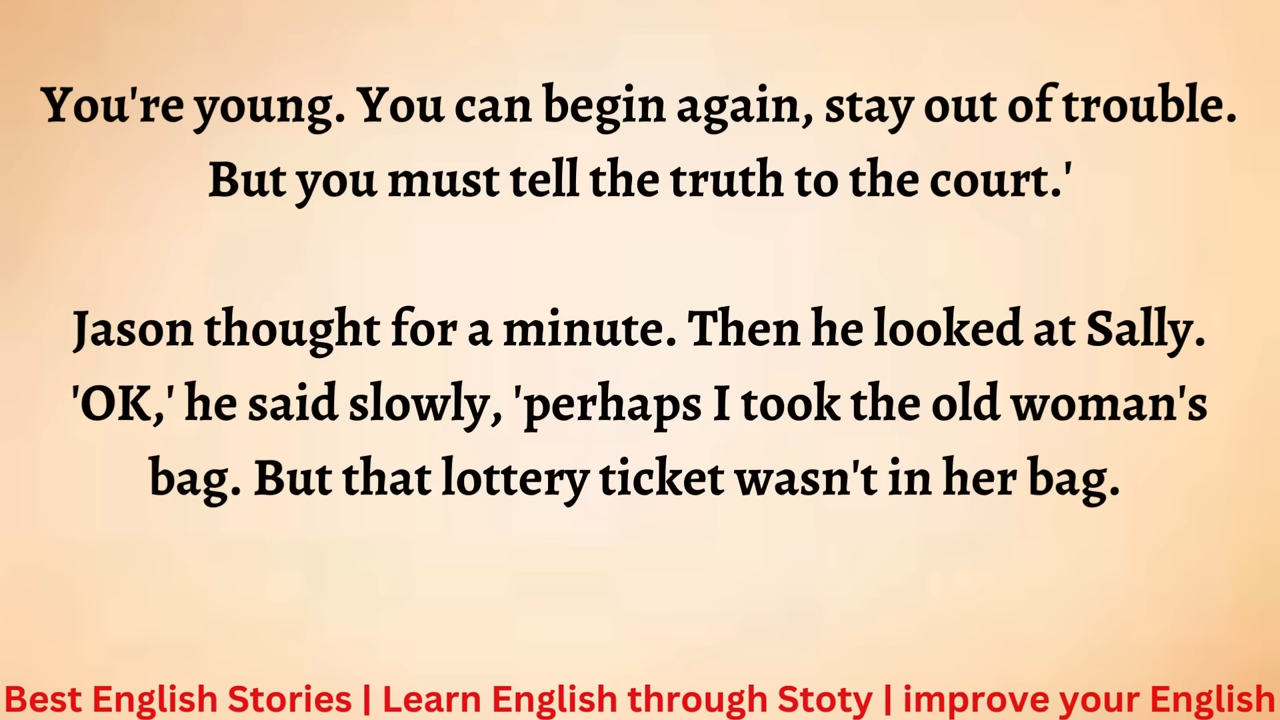 You're young. You can begin again, stay out of trouble.
But you must tell the truth to the court.'
Jason thought for a minute. Then he looked at Sally.
'OK,' he said slowly, 'perhaps I took the old woman's
bag. But that lottery ticket wasn't in her bag.
Best English Stories | Learn English through Stoty | improve your English